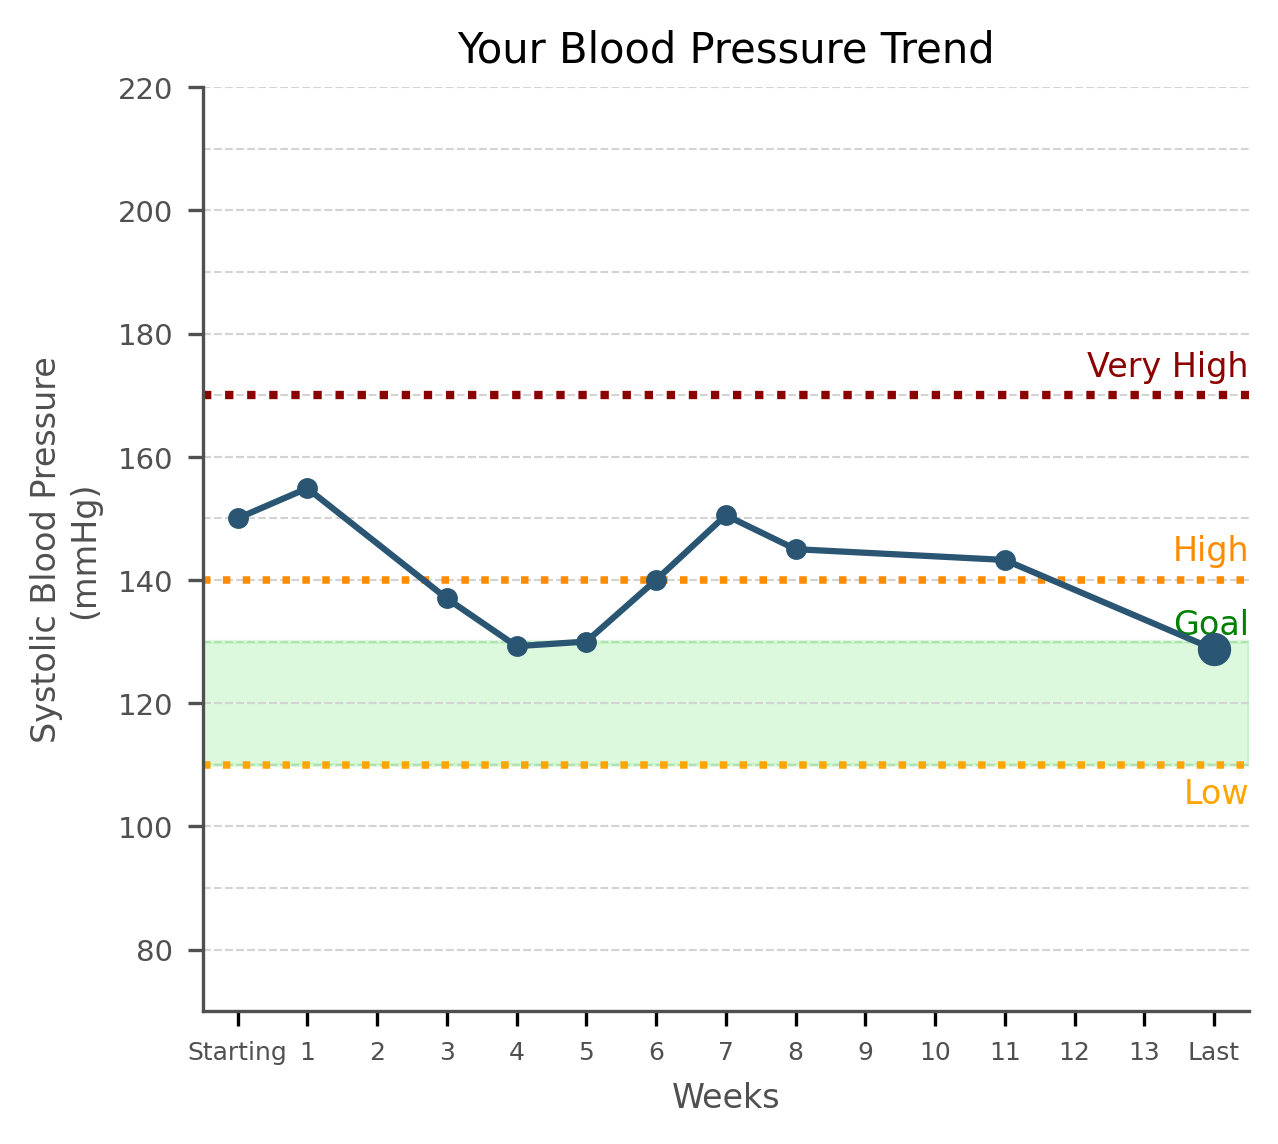 Your Blood Pressure Trend
220
200
180
160
140
120
100
80
Systolic Blood Pressure
(mmHg)
Very High
High
Goal
Low
Starting 1 2 3 4 5 6 7 8 9 10 11 12 13 Last
Weeks